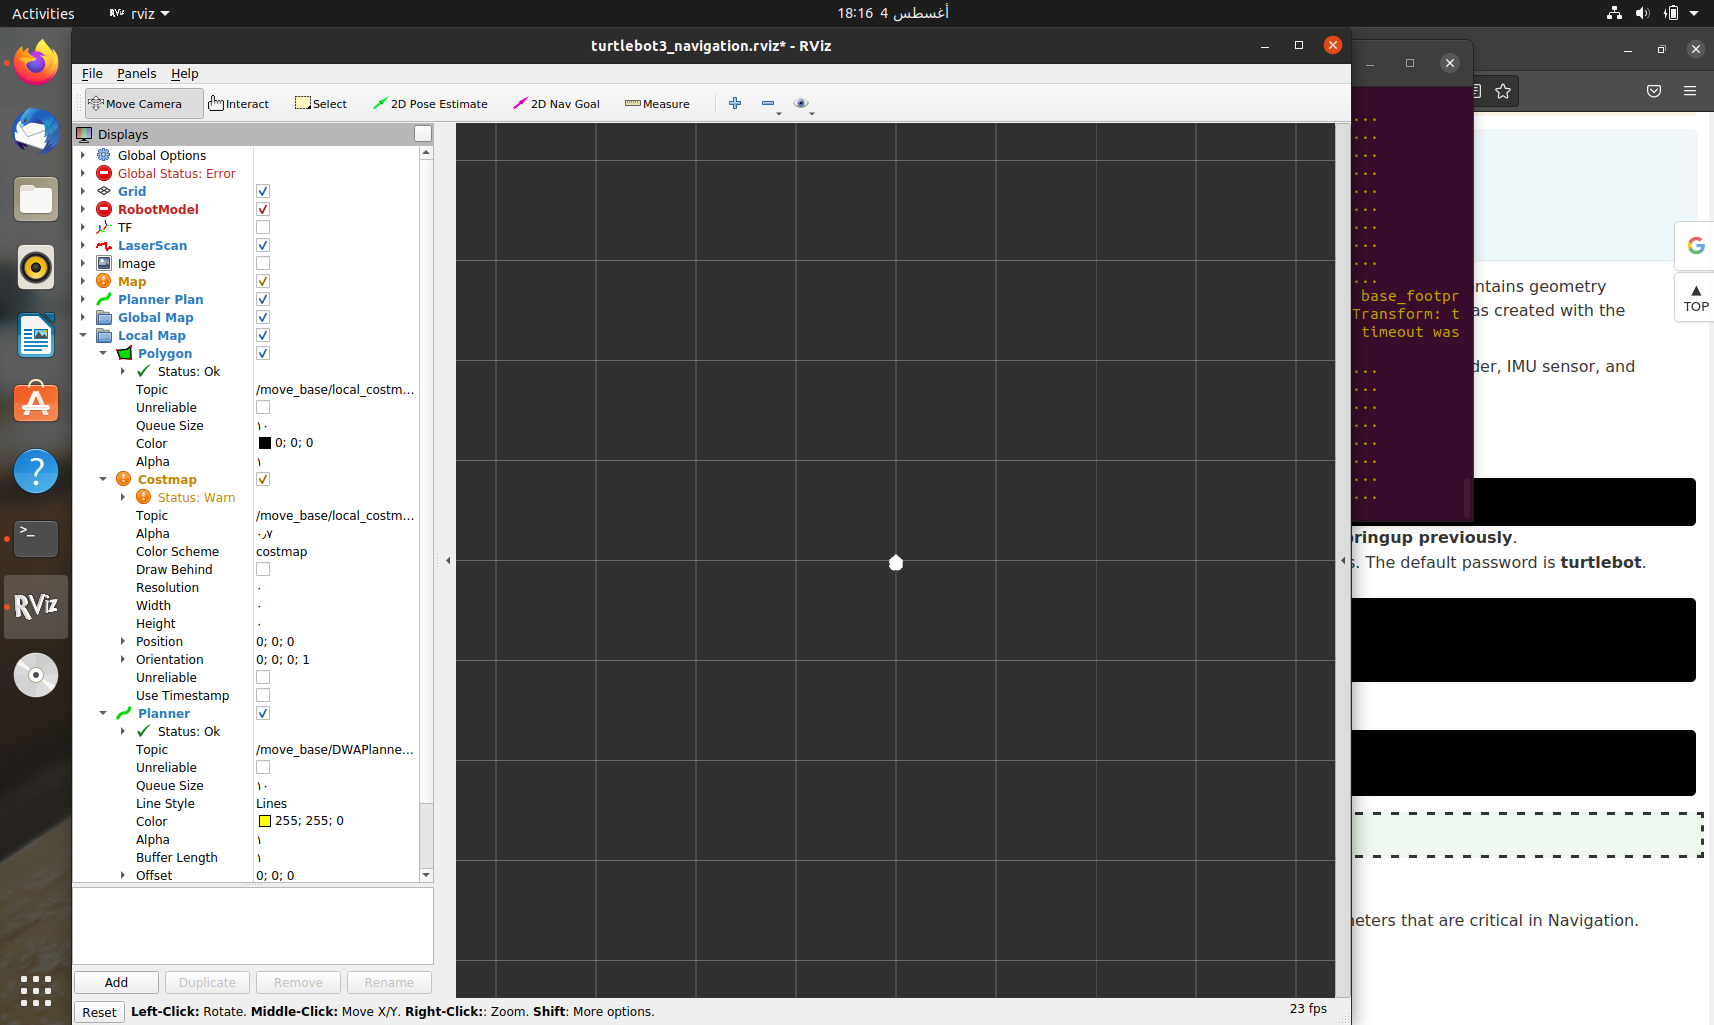 Activities
RViz rviz
18:16 4 أغسطس
turtlebot3_navigation.rviz* - RViz
File Panels Help
Move Camera Interact Select 2D Pose Estimate 2D Nav Goal Measure
Displays
Global Options
Global Status: Error
Grid
RobotModel
TF
LaserScan
Image
Map
Planner Plan
Global Map
Local Map
Polygon
Status: Ok
Topic /move_base/local_costm...
Unreliable
Queue Size ١٠
Color 0; 0; 0
Alpha ١
Costmap
Status: Warn
Topic /move_base/local_costm...
Alpha ٠٫٧
Color Scheme costmap
Draw Behind
Resolution ٠
Width ٠
Height ٠
Position 0; 0; 0
Orientation 0; 0; 0; 1
Unreliable
Use Timestamp
Planner
Status: Ok
Topic /move_base/DWAPlanne...
Unreliable
Queue Size ١٠
Line Style Lines
Color 255; 255; 0
Alpha ١
Buffer Length ١
Offset 0; 0; 0
Add Duplicate Remove Rename
Reset Left-Click: Rotate. Middle-Click: Move X/Y. Right-Click:: Zoom. Shift: More options.
23 fps
RViz
...
...
...
...
...
...
...
...
...
...
base_footpr
Transform: t
timeout was
...
...
...
...
...
...
...
...
G
TOP
ntains geometry
as created with the
der, IMU sensor, and
bringup previously.
s. The default password is turtlebot.
meters that are critical in Navigation.